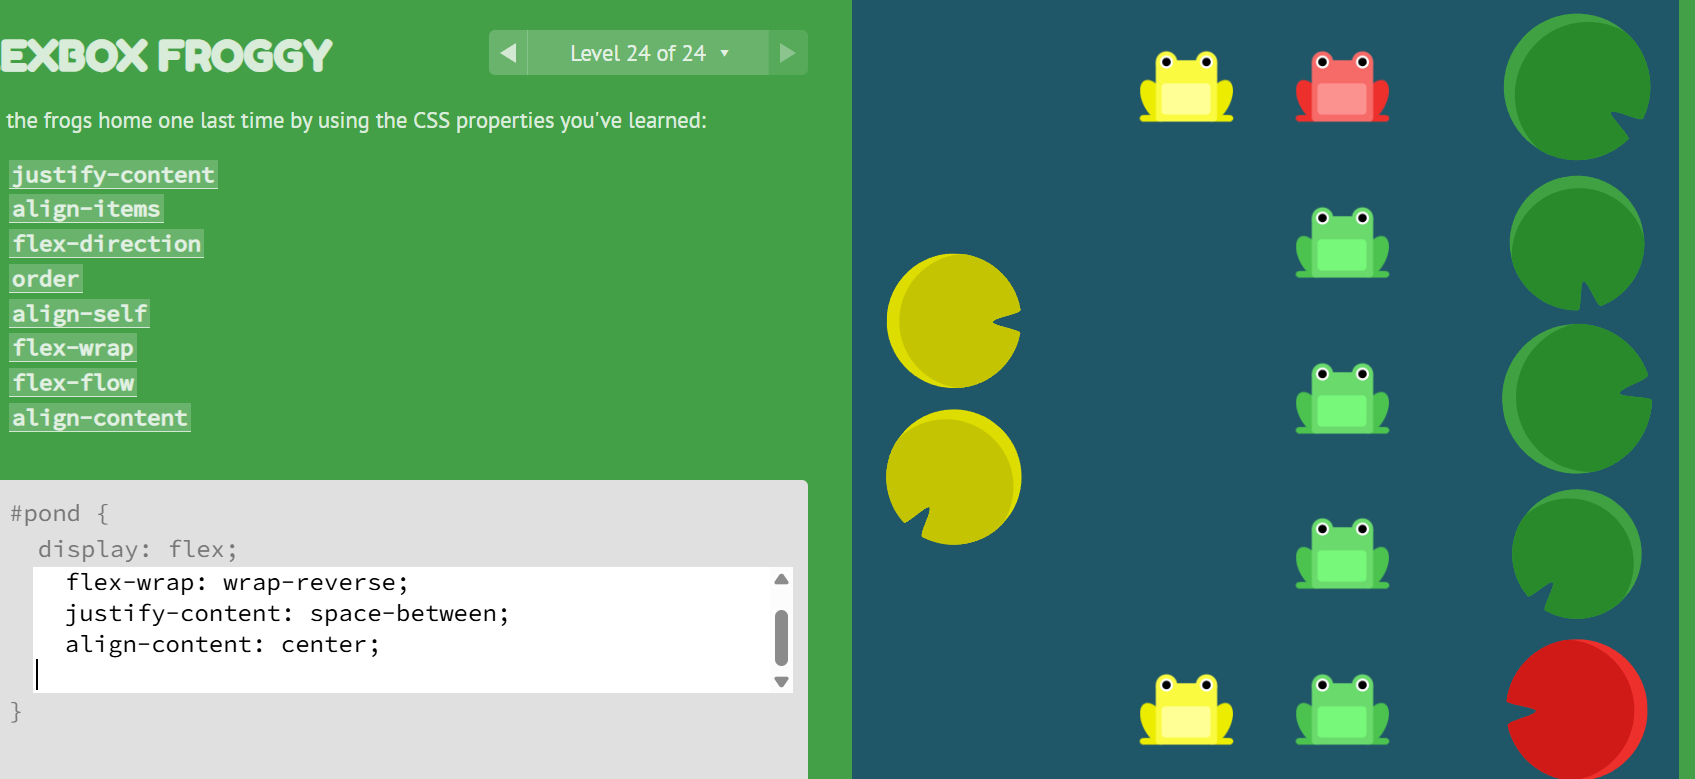 EXBOX FROGGY
Level 24 of 24
the frogs home one last time by using the CSS properties you've learned:
justify-content
align-items
flex-direction
order
align-self
flex-wrap
flex-flow
align-content
#pond {
display: flex;
flex-wrap: wrap-reverse;
justify-content: space-between;
align-content: center;
}